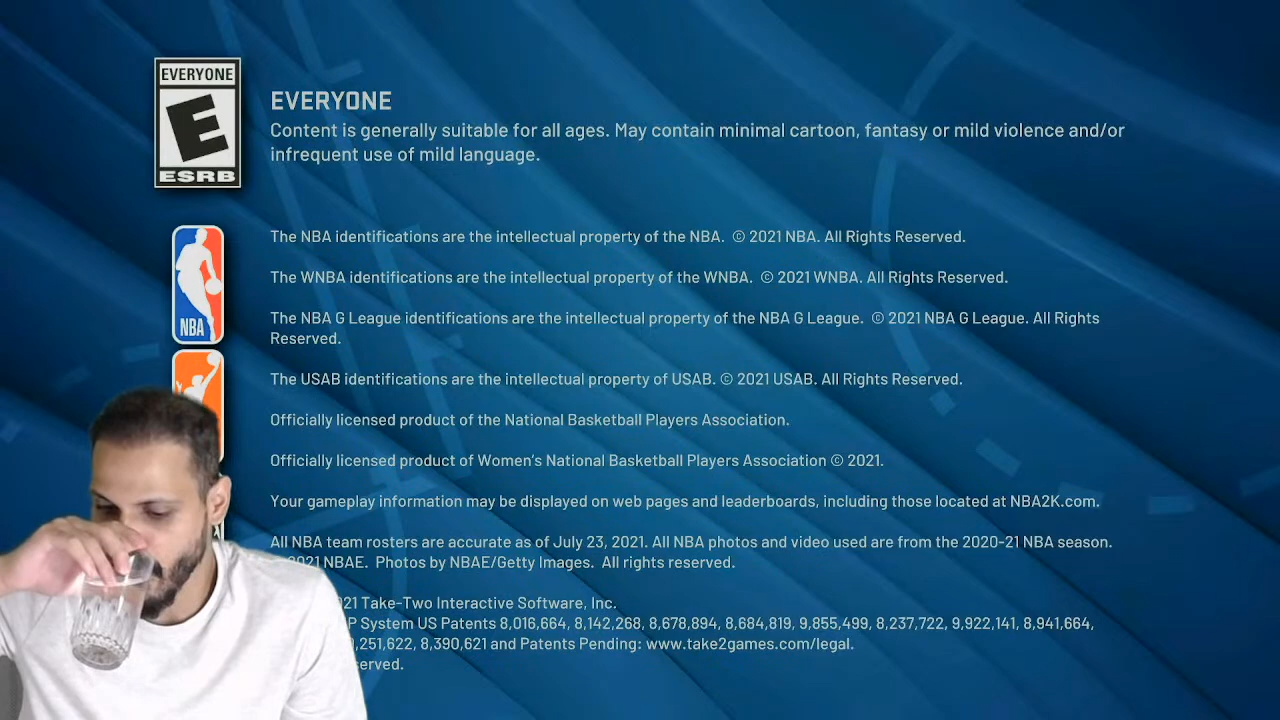 EVERYONE
E
ESRB
EVERYONE
Content is generally suitable for all ages. May contain minimal cartoon, fantasy or mild violence and/or
infrequent use of mild language.
NBA
The NBA identifications are the intellectual property of the NBA. © 2021 NBA. All Rights Reserved.
The WNBA identifications are the intellectual property of the WNBA. © 2021 WNBA. All Rights Reserved.
The NBA G League identifications are the intellectual property of the NBA G League. © 2021 NBA G League. All Rights
Reserved.
The USAB identifications are the intellectual property of USAB. © 2021 USAB. All Rights Reserved.
Officially licensed product of the National Basketball Players Association.
Officially licensed product of Women's National Basketball Players Association © 2021.
Your gameplay information may be displayed on web pages and leaderboards, including those located at NBA2K.com.
All NBA team rosters are accurate as of July 23, 2021. All NBA photos and video used are from the 2020-21 NBA season.
2021 NBAE. Photos by NBAE/Getty Images. All rights reserved.
21 Take-Two Interactive Software, Inc.
P System US Patents 8,016,664, 8,142,268, 8,678,894, 8,684,819, 9,855,499, 8,237,722, 9,922,141, 8,941,664,
,251,622, 8,390,621 and Patents Pending: www.take2games.com/legal.
served.